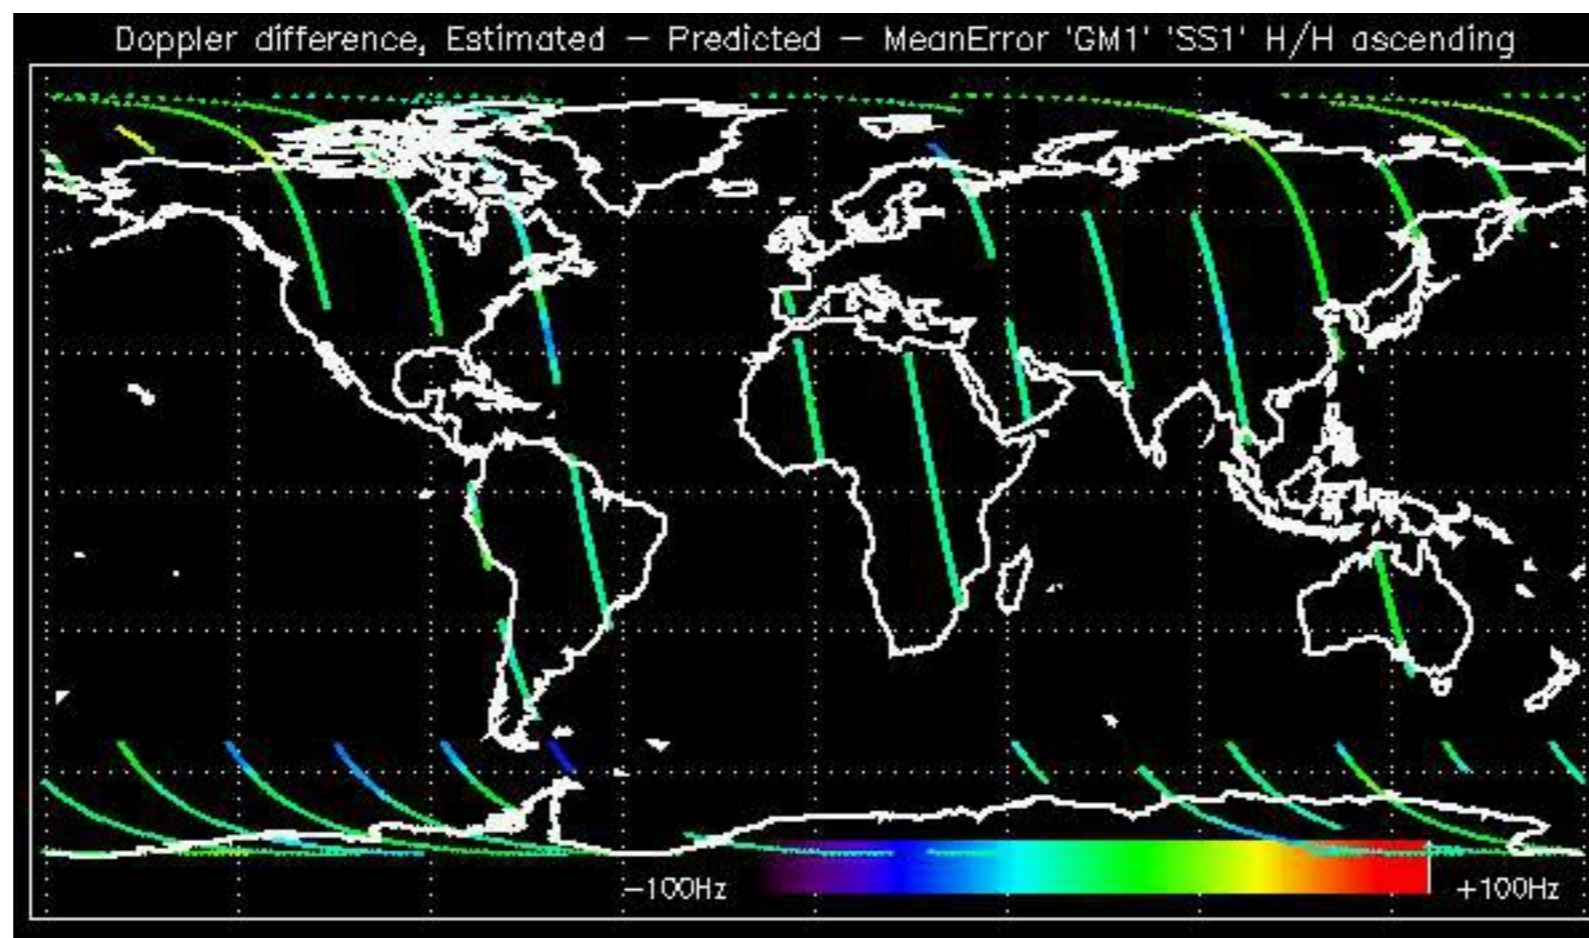 Doppler difference, Estimated – Predicted – MeanError 'GM1' 'SS1' H/H ascending
–100Hz
+100Hz